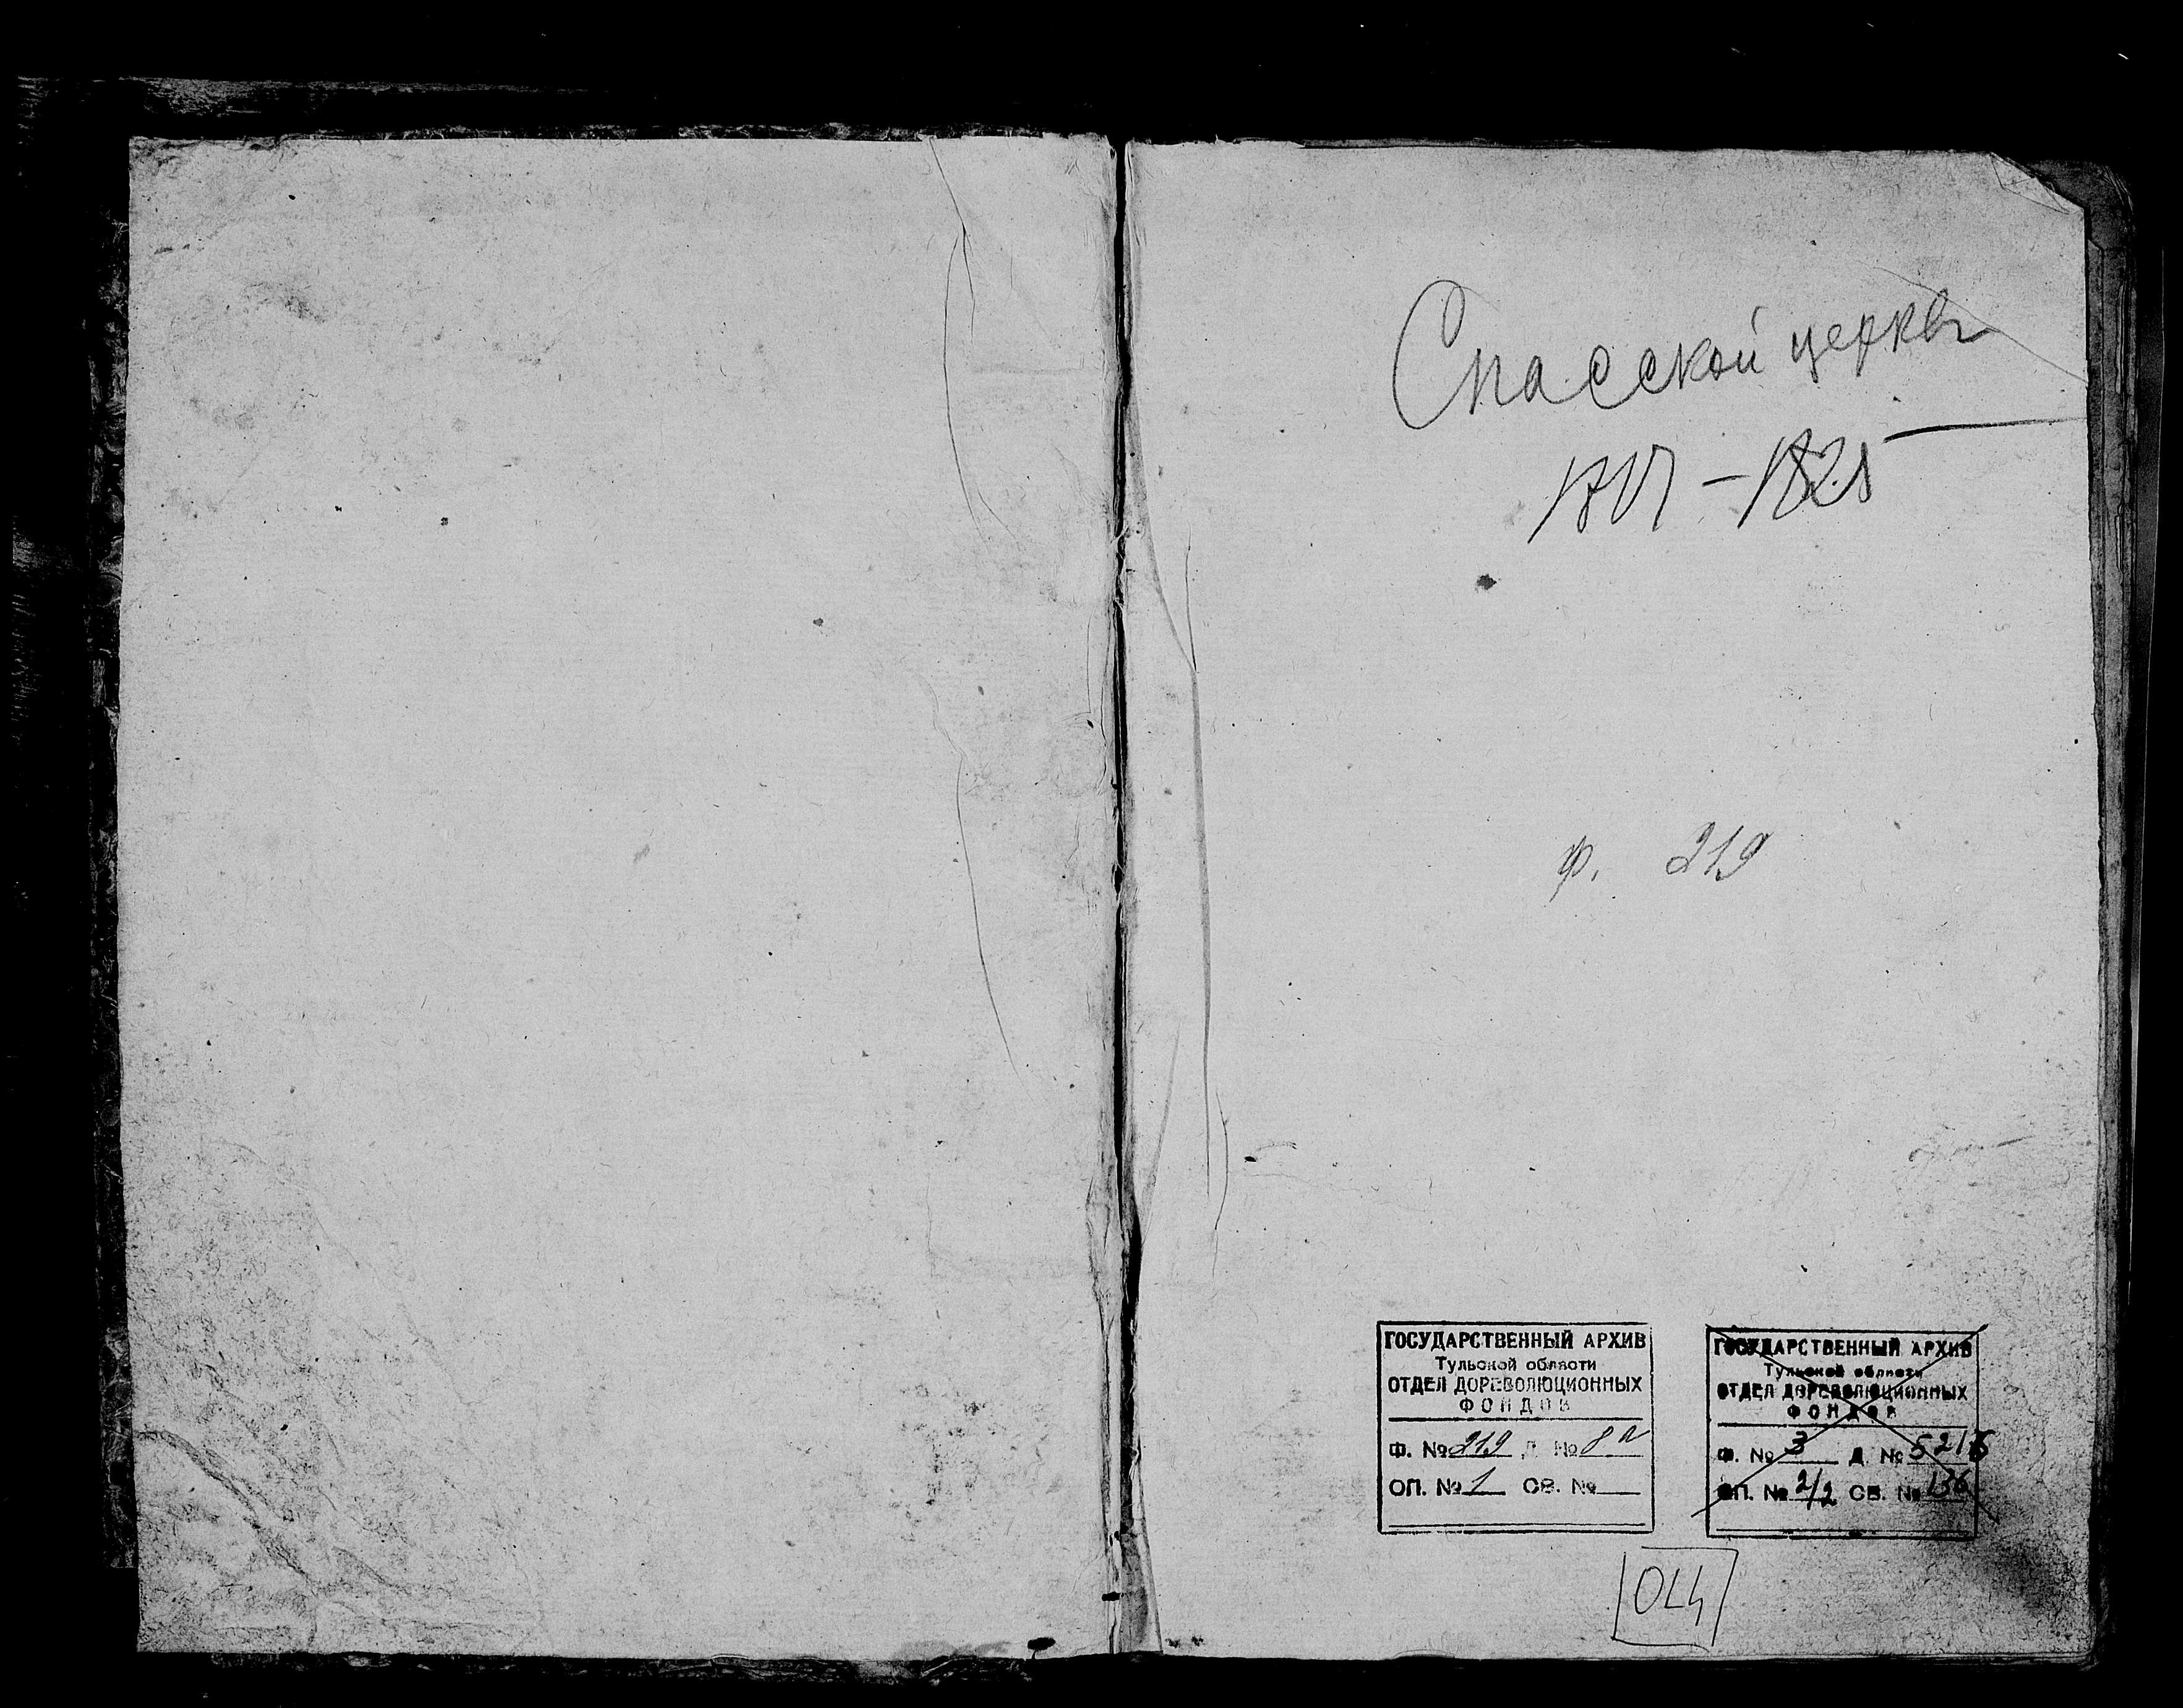 Спасской церкви
1817 – 1825
ф. 219
ГОСУДАРСТВЕННЫЙ АРХИВ
Тульской области
ОТДЕЛ ДОРЕВОЛЮЦИОННЫХ
ФОНДОВ
Ф. № 219 Д. № 8а
ОП. № 1 СВ. №
ГОСУДАРСТВЕННЫЙ АРХИВ
Тульской области
ОТДЕЛ ДОРЕВОЛЮЦИОННЫХ
ФОНДОВ
Ф. № 3 Д. №
ОП. № 2/2 СВ. № 136